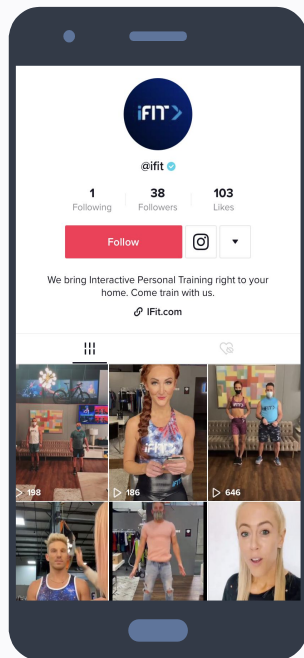 iFIT
@ifit
1 38 103
Following Followers Likes
Follow
We bring Interactive Personal Training right to your
home. Come train with us.
IFit.com
iFIT
198 186 646